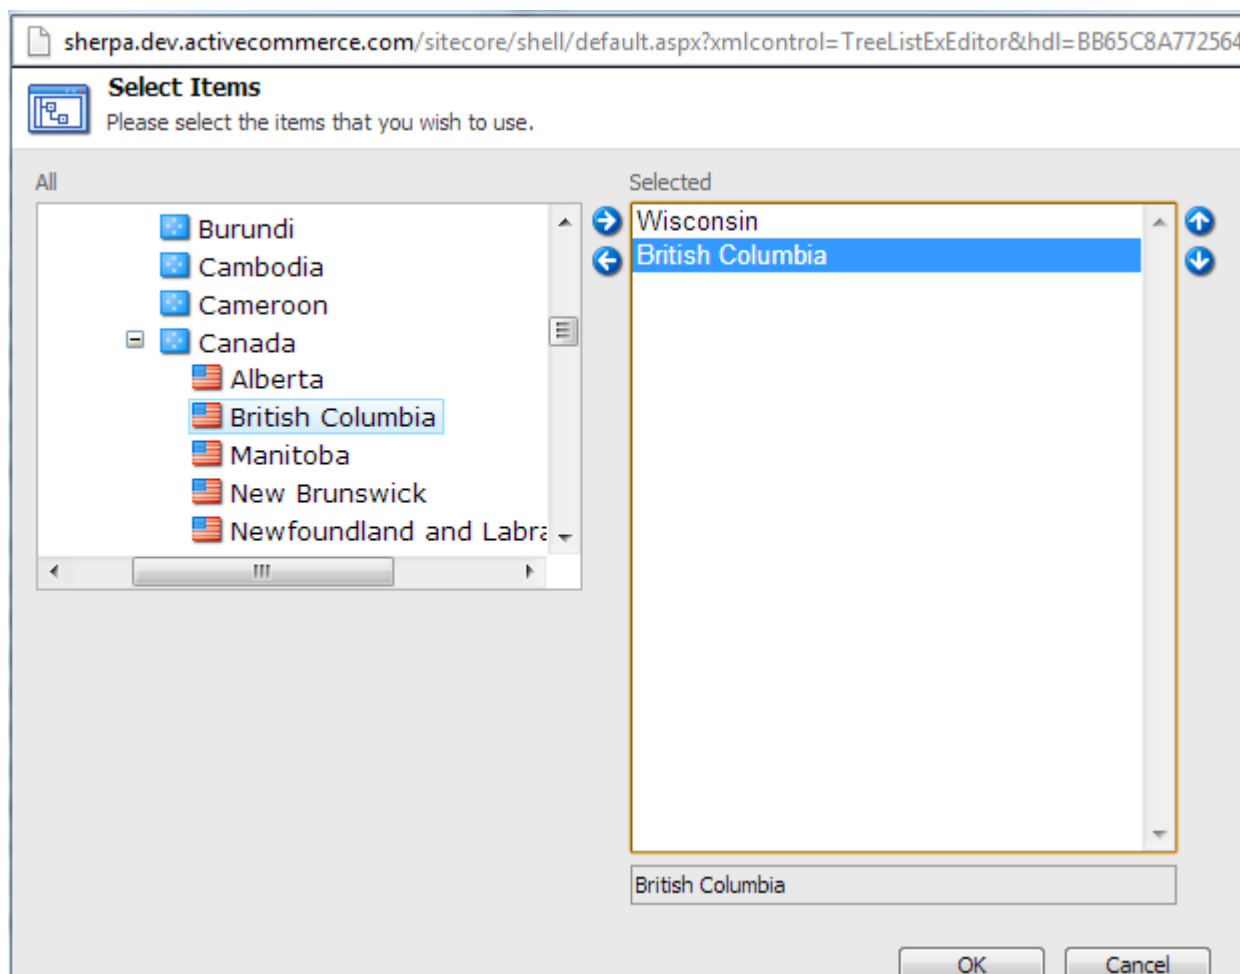 sherpa.dev.activecommerce.com/sitecore/shell/default.aspx?xmlcontrol=TreeListExEditor&hdl=BB65C8A772564
Select Items
Please select the items that you wish to use.
All
Burundi
Cambodia
Cameroon
Canada
Alberta
British Columbia
Manitoba
New Brunswick
Newfoundland and Labra
Selected
Wisconsin
British Columbia
British Columbia
OK
Cancel